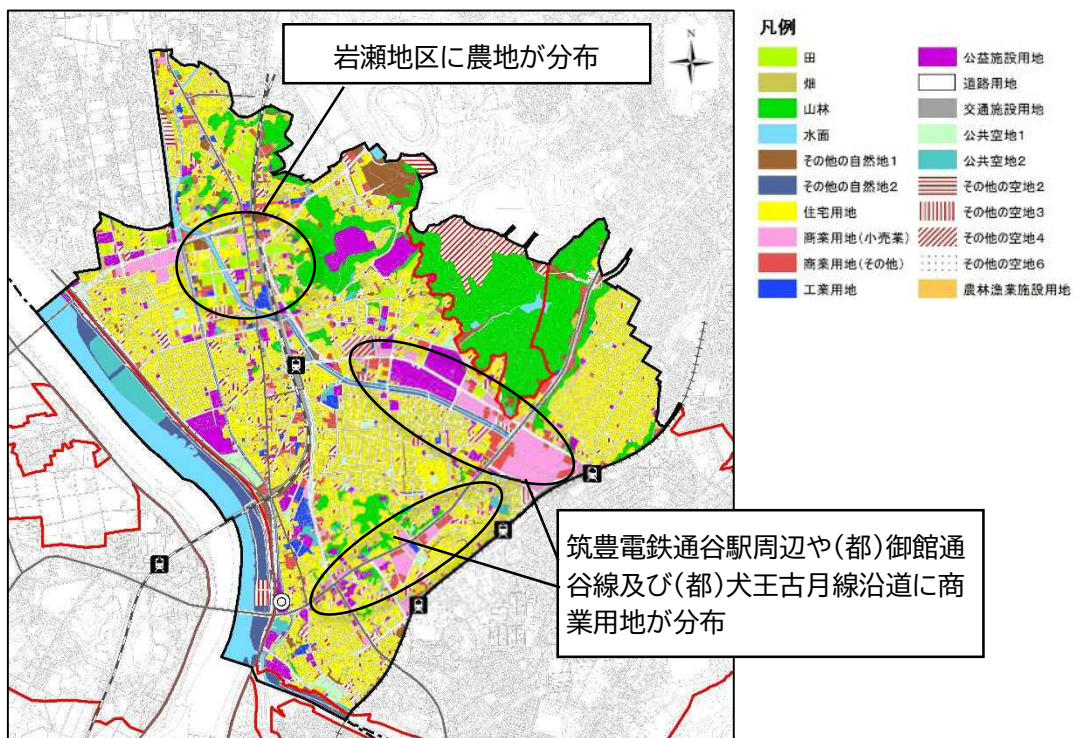 岩瀬地区に農地が分布
N
凡例
田
畑
山林
水面
その他の自然地1
その他の自然地2
住宅用地
商業用地(小売業)
商業用地(その他)
工業用地
公益施設用地
道路用地
交通施設用地
公共空地1
公共空地2
その他の空地2
その他の空地3
その他の空地4
その他の空地6
農林漁業施設用地
筑豊電鉄通谷駅周辺や(都)御館通
谷線及び(都)犬王古月線沿道に商
業用地が分布